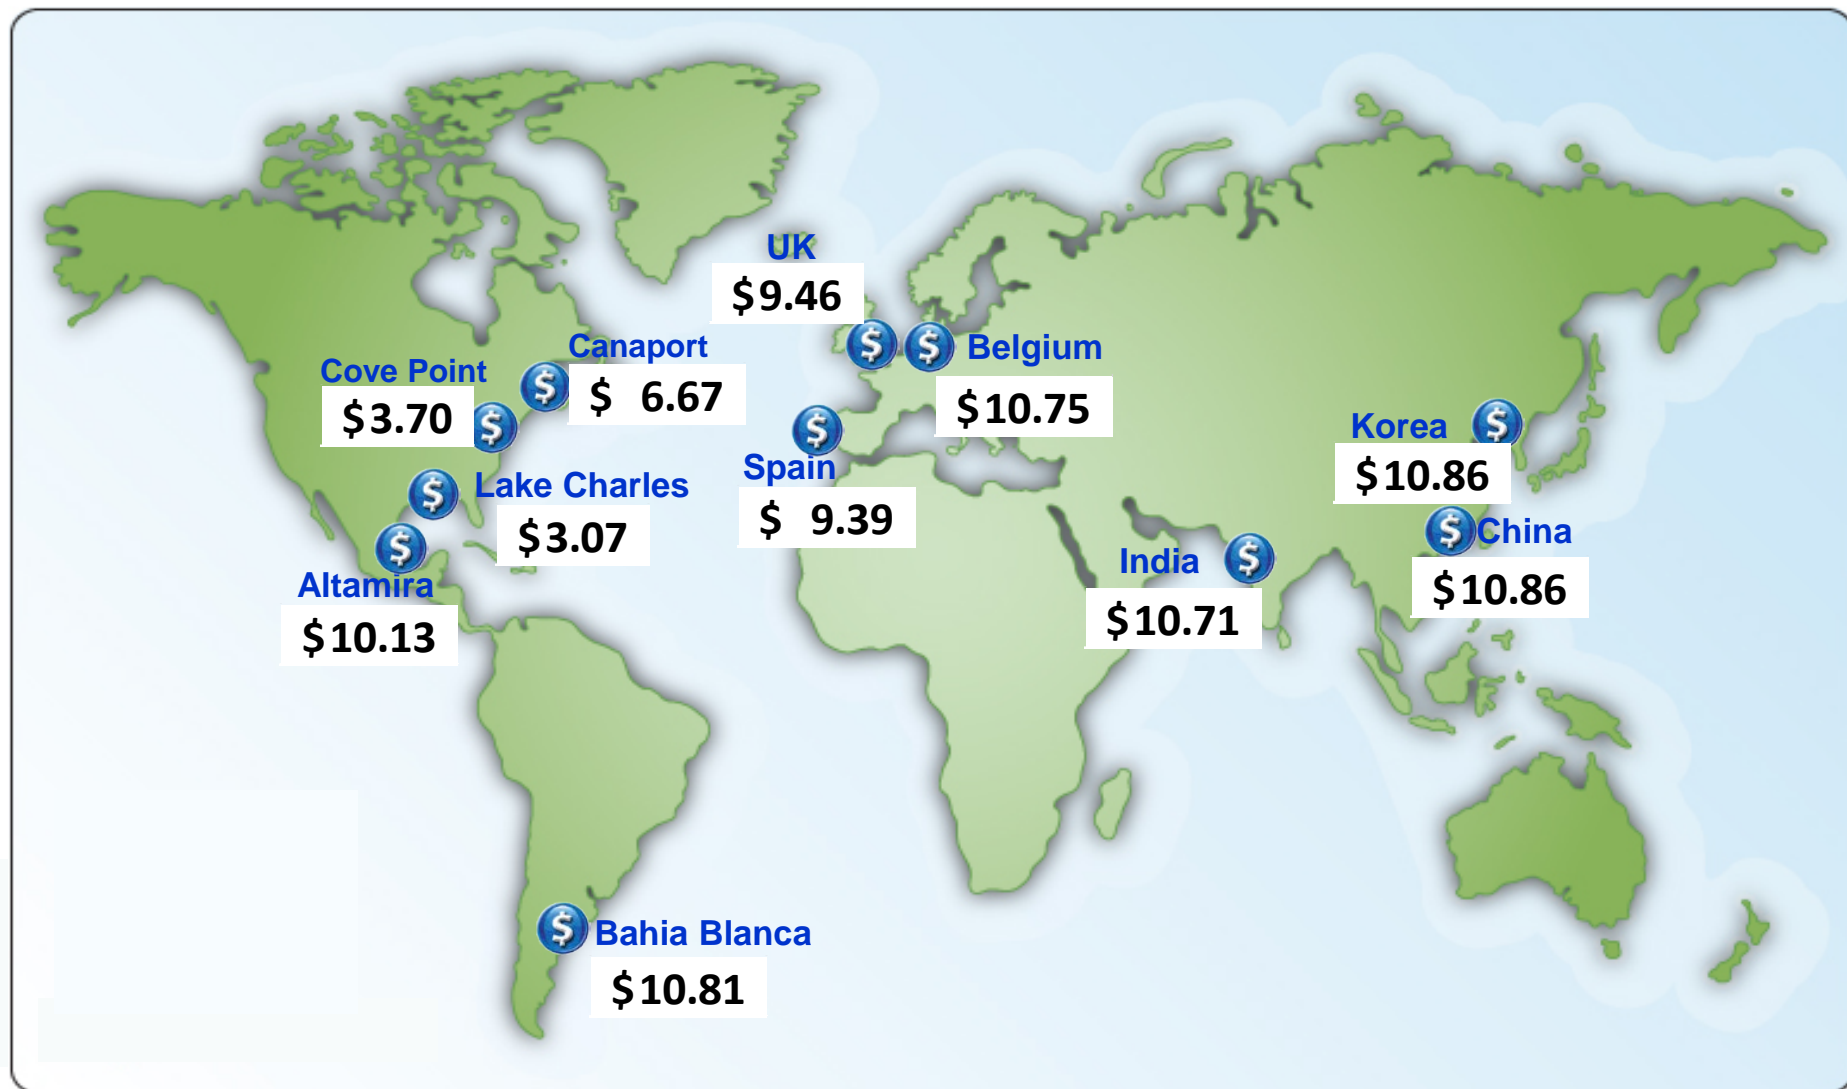 UK
$9.46
Canaport
$ 6.67
Cove Point
$3.70
Belgium
$10.75
Lake Charles
$3.07
Spain
$ 9.39
Korea
$10.86
China
$10.86
India
$10.71
Altamira
$10.13
Bahia Blanca
$10.81